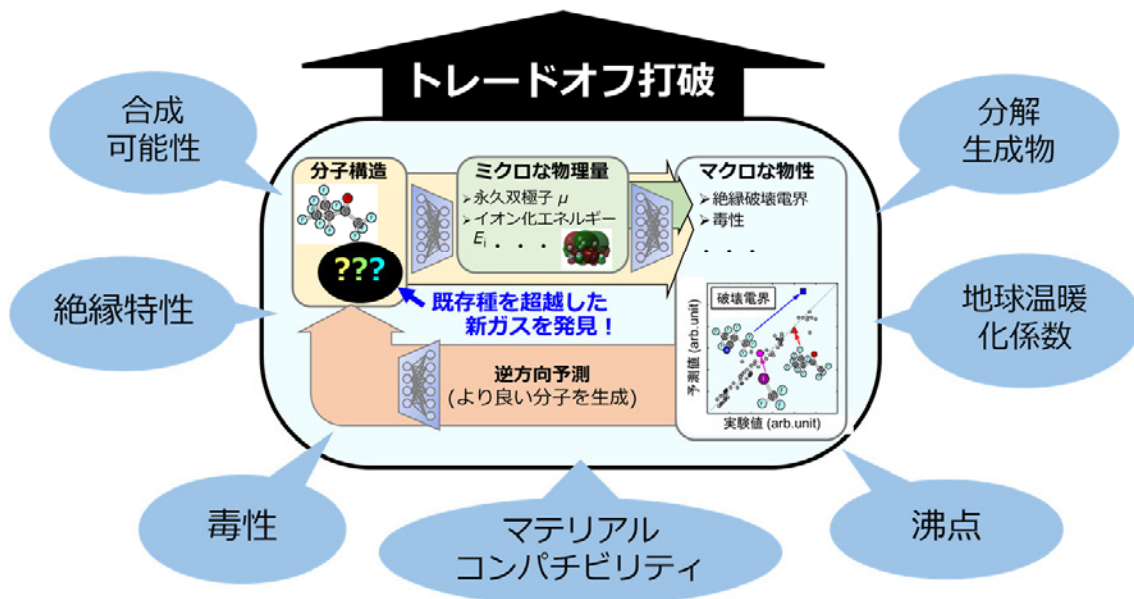 トレードオフ打破
合成
可能性
分解
生成物
分子構造
ミクロな物理量
マクロな物性
➢永久双極子 μ
➢イオン化エネルギー
Ei ・ ・ ・
➢絶縁破壊電界
➢毒性
・ ・ ・
???
既存種を超越した
新ガスを発見！
絶縁特性
地球温暖
化係数
破壊電界
予測値 (arb.unit)
実験値 (arb.unit)
逆方向予測
(より良い分子を生成)
毒性
マテリアル
コンパチビリティ
沸点